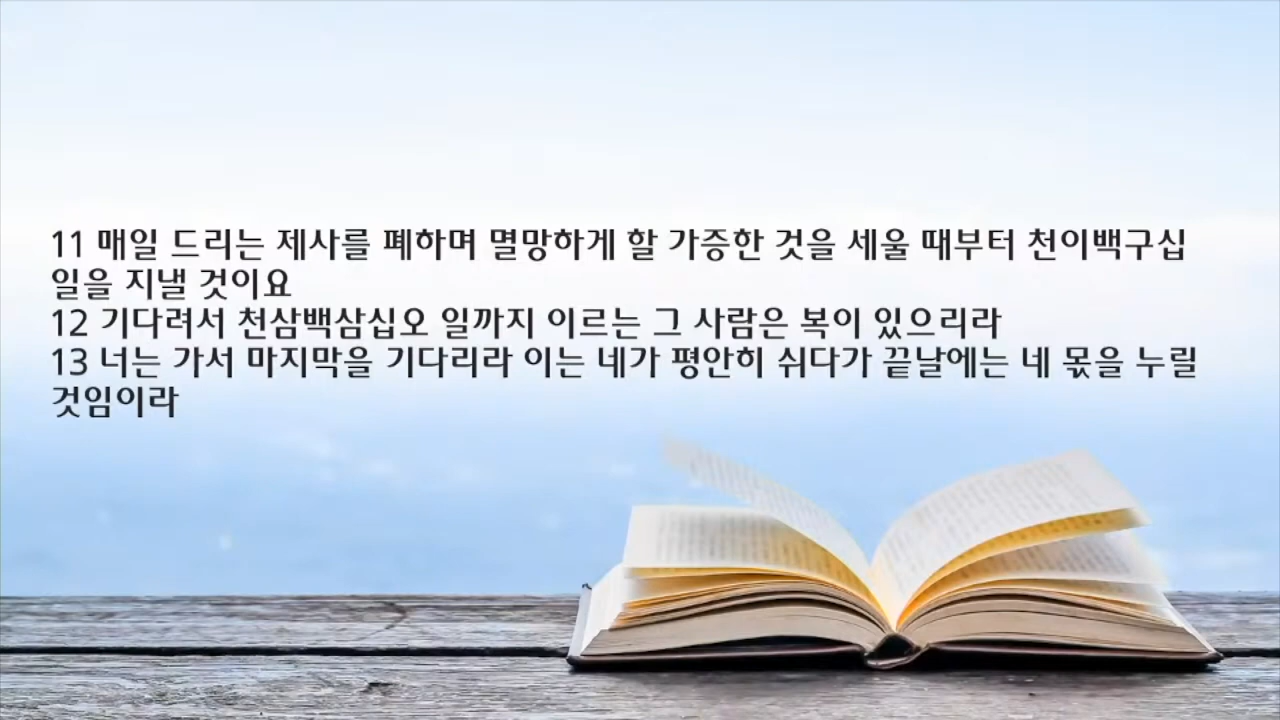 11 매일 드리는 제사를 폐하며 멸망하게 할 가증한 것을 세울 때부터 천이백구십
일을 지낼 것이요
12 기다려서 천삼백삼십오 일까지 이르는 그 사람은 복이 있으리라
13 너는 가서 마지막을 기다리라 이는 네가 평안히 쉬다가 끝날에는 네 몫을 누릴
것임이라